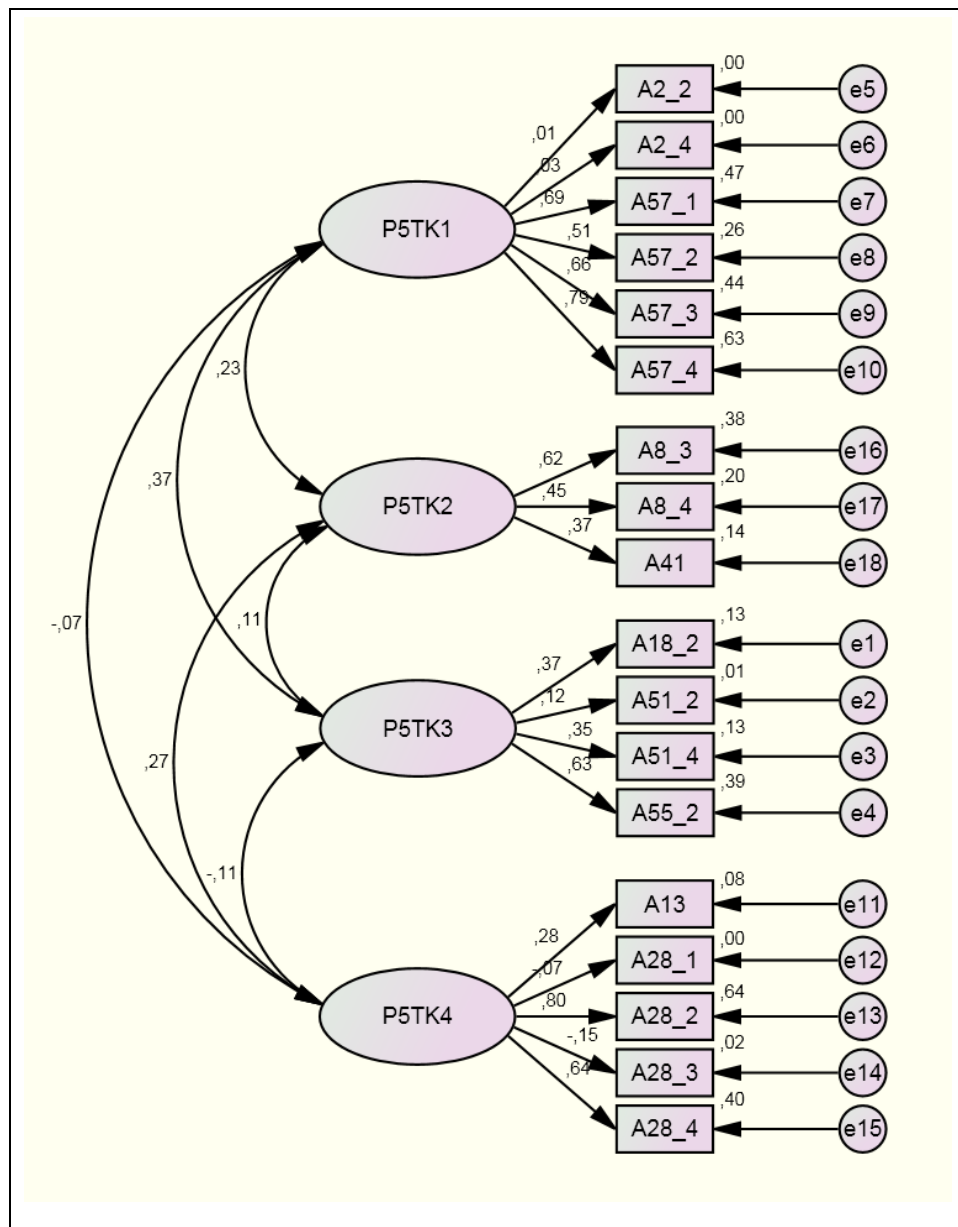 ,00
A2_2
e5
,01
,00
A2_4
e6
,03
,47
A57_1
e7
,69
,26
A57_2
e8
,51
,44
A57_3
e9
,66
,63
A57_4
e10
,79
P5TK1
,23
,38
A8_3
e16
,62
,20
A8_4
e17
,45
,14
A41
e18
,37
P5TK2
,37
,11
-,07
,13
A18_2
e1
,37
,01
A51_2
e2
,12
,13
A51_4
e3
,35
,39
A55_2
e4
,63
P5TK3
,27
-,11
,08
A13
e11
,28
,00
A28_1
e12
-,07
,64
A28_2
e13
,80
,02
A28_3
e14
-,15
,40
A28_4
e15
,64
P5TK4